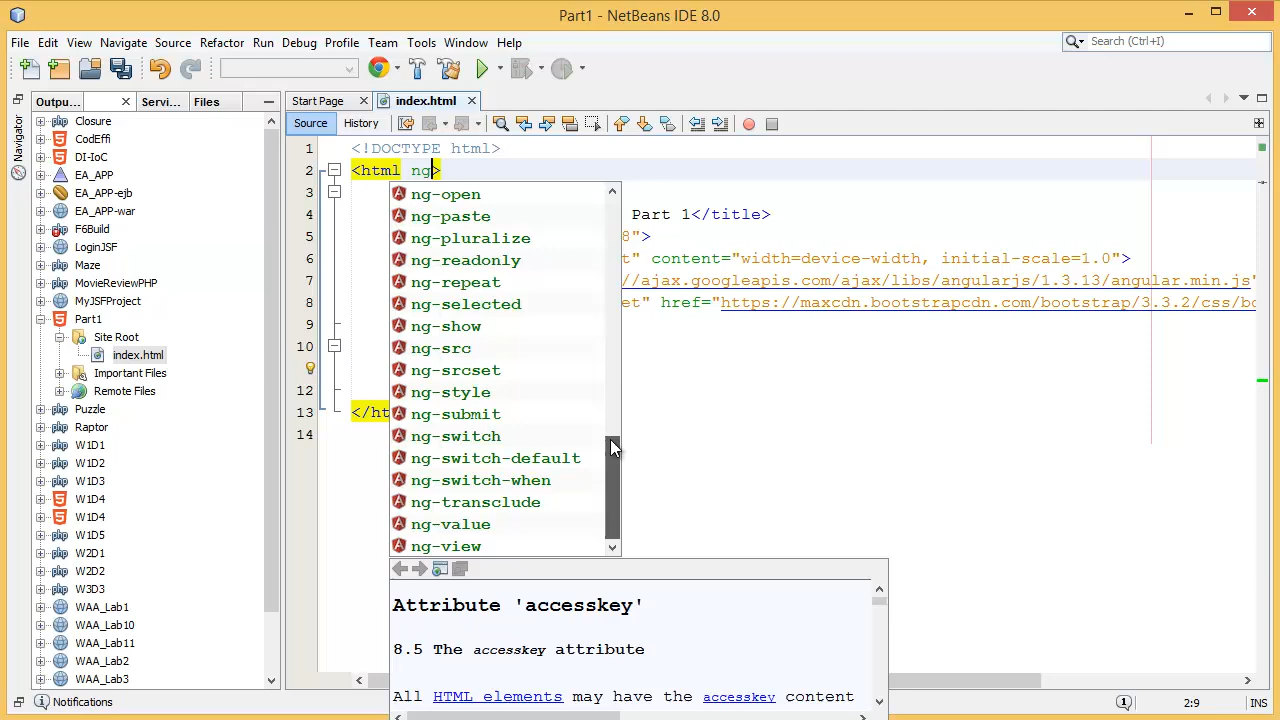 Part1 - NetBeans IDE 8.0
File Edit View Navigate Source Refactor Run Debug Profile Team Tools Window Help
Search (Ctrl+I)
Outpu... Servi... Files
Start Page index.html
Source History
Navigator
Closure
CodEffi
DI-IoC
EA_APP
EA_APP-ejb
EA_APP-war
F6Build
LoginJSF
Maze
MovieReviewPHP
MyJSFProject
Part1
Site Root
index.html
Important Files
Remote Files
Puzzle
Raptor
W1D1
W1D2
W1D3
W1D4
W1D4
W1D5
W2D1
W2D2
W3D3
WAA_Lab1
WAA_Lab10
WAA_Lab11
WAA_Lab2
WAA_Lab3
1 <!DOCTYPE html>
2 <html ng>
3
4 Part 1</title>
5 8">
6 t" content="width=device-width, initial-scale=1.0">
7 //ajax.googleapis.com/ajax/libs/angularjs/1.3.13/angular.min.js"
8 et" href="https://maxcdn.bootstrapcdn.com/bootstrap/3.3.2/css/bo
9
10
12
13 </ht
14
ng-open
ng-paste
ng-pluralize
ng-readonly
ng-repeat
ng-selected
ng-show
ng-src
ng-srcset
ng-style
ng-submit
ng-switch
ng-switch-default
ng-switch-when
ng-transclude
ng-value
ng-view
Attribute 'accesskey'
8.5 The accesskey attribute
All HTML elements may have the accesskey content
Notifications
2:9 INS